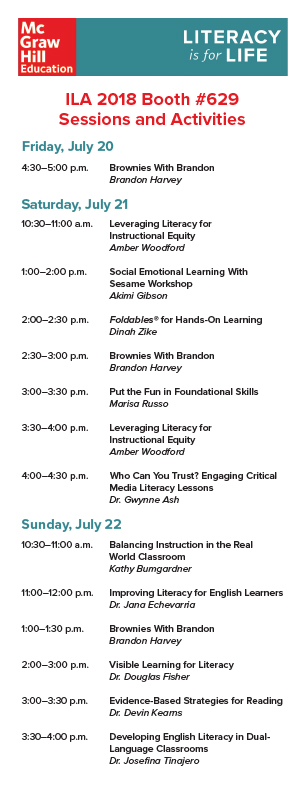 Mc
Graw
Hill
Education
LITERACY
is for LIFE
ILA 2018 Booth #629
Sessions and Activities
Friday, July 20
4:30–5:00 p.m. Brownies With Brandon
Brandon Harvey
Saturday, July 21
10:30–11:00 a.m. Leveraging Literacy for
Instructional Equity
Amber Woodford
1:00–2:00 p.m. Social Emotional Learning With
Sesame Workshop
Akimi Gibson
2:00–2:30 p.m. Foldables® for Hands-On Learning
Dinah Zike
2:30–3:00 p.m. Brownies With Brandon
Brandon Harvey
3:00–3:30 p.m. Put the Fun in Foundational Skills
Marisa Russo
3:30–4:00 p.m. Leveraging Literacy for
Instructional Equity
Amber Woodford
4:00–4:30 p.m. Who Can You Trust? Engaging Critical
Media Literacy Lessons
Dr. Gwynne Ash
Sunday, July 22
10:30–11:00 a.m. Balancing Instruction in the Real
World Classroom
Kathy Bumgardner
11:00–12:00 p.m. Improving Literacy for English Learners
Dr. Jana Echevarria
1:00–1:30 p.m. Brownies With Brandon
Brandon Harvey
2:00–3:00 p.m. Visible Learning for Literacy
Dr. Douglas Fisher
3:00–3:30 p.m. Evidence-Based Strategies for Reading
Dr. Devin Kearns
3:30–4:00 p.m. Developing English Literacy in Dual-
Language Classrooms
Dr. Josefina Tinajero